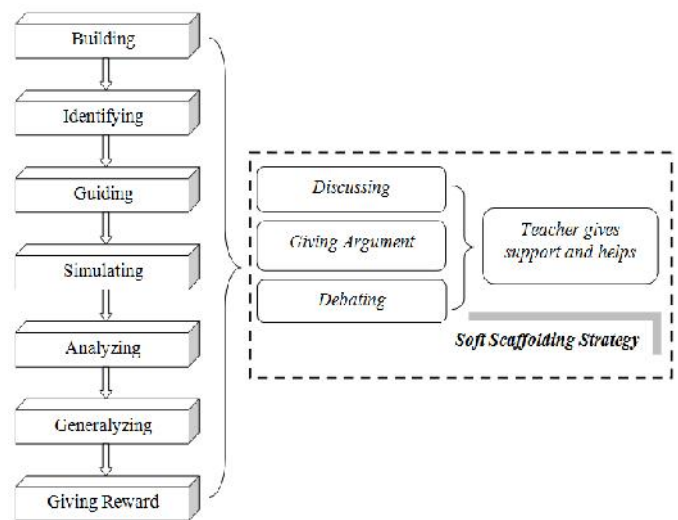 Building
Identifying
Guiding
Simulating
Analyzing
Generalyzing
Giving Reward
Discussing
Giving Argument
Debating
Teacher gives
support and helps
Soft Scaffolding Strategy